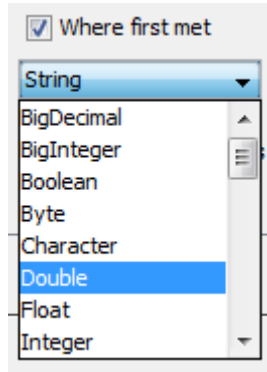 Where first met
String
BigDecimal
BigInteger
Boolean
Byte
Character
Double
Float
Integer